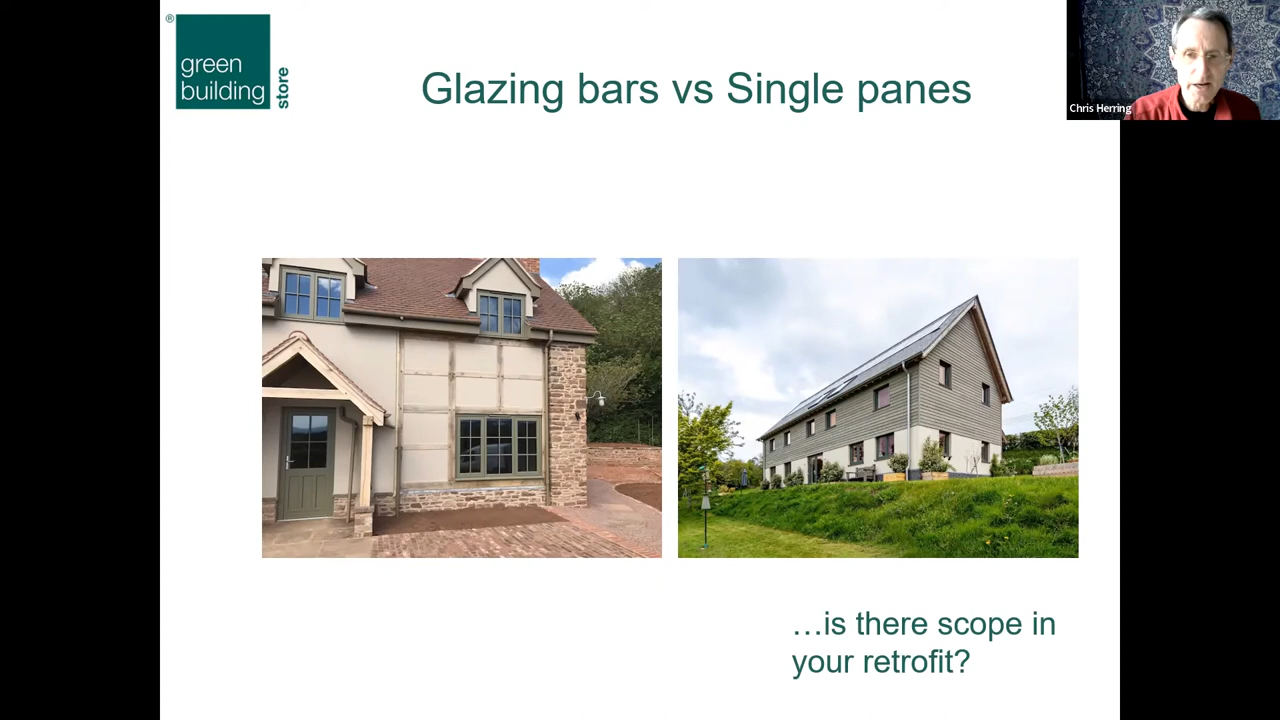 ®
green
building
store
Glazing bars vs Single panes
Chris Herring
…is there scope in
your retrofit?